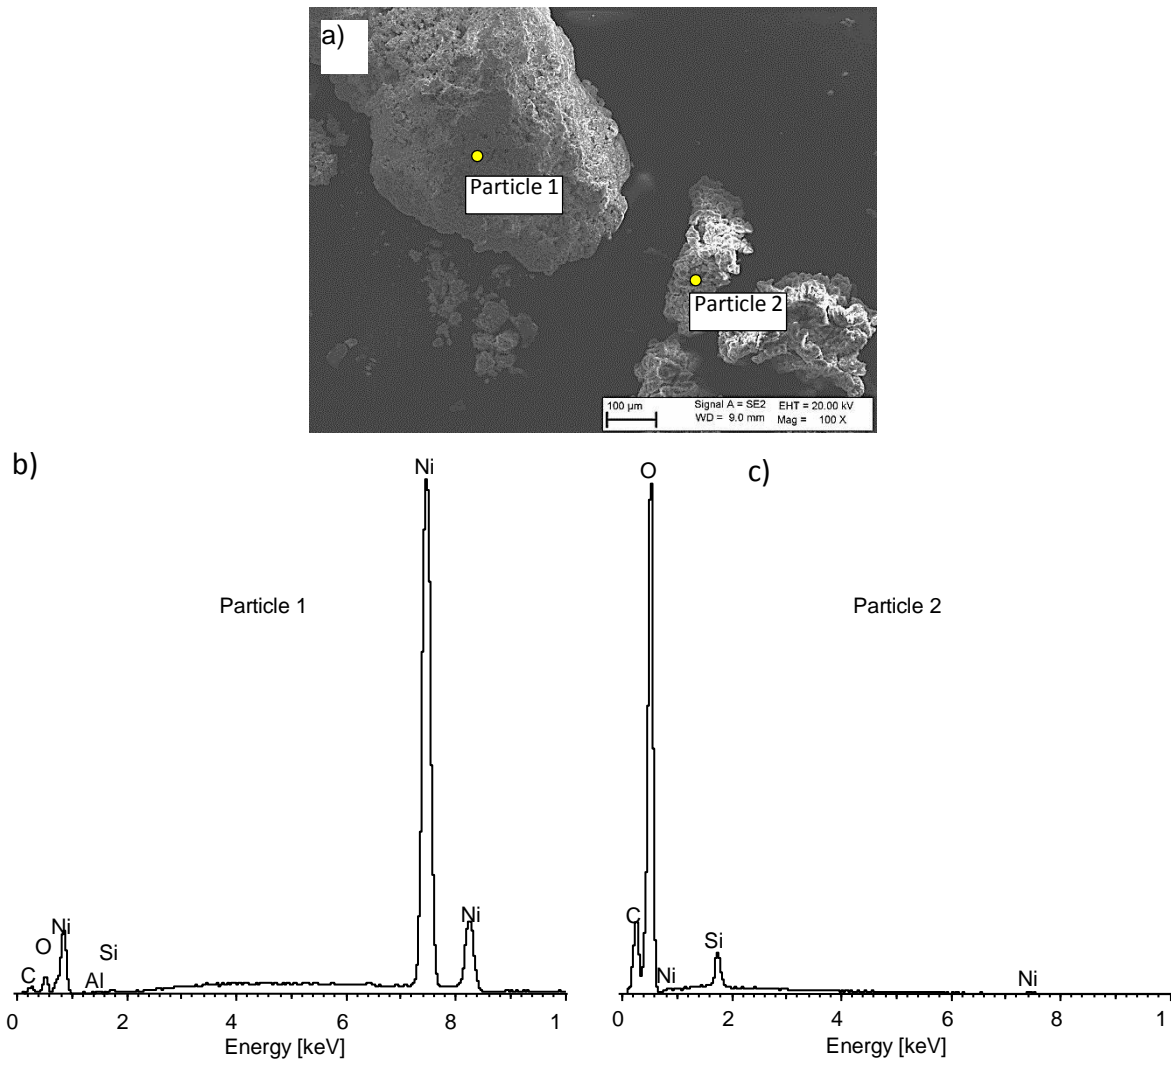 a)
Particle 1
Particle 2
100 µm
Signal A = SE2 EHT = 20.00 kV
WD = 9.0 mm Mag = 100 X
b)
Ni
Particle 1
Ni
Ni
O
Si
C
Al
0 2 4 6 8 1
Energy [keV]
c)
O
Particle 2
C
Si
Ni
Ni
0 2 4 6 8 1
Energy [keV]